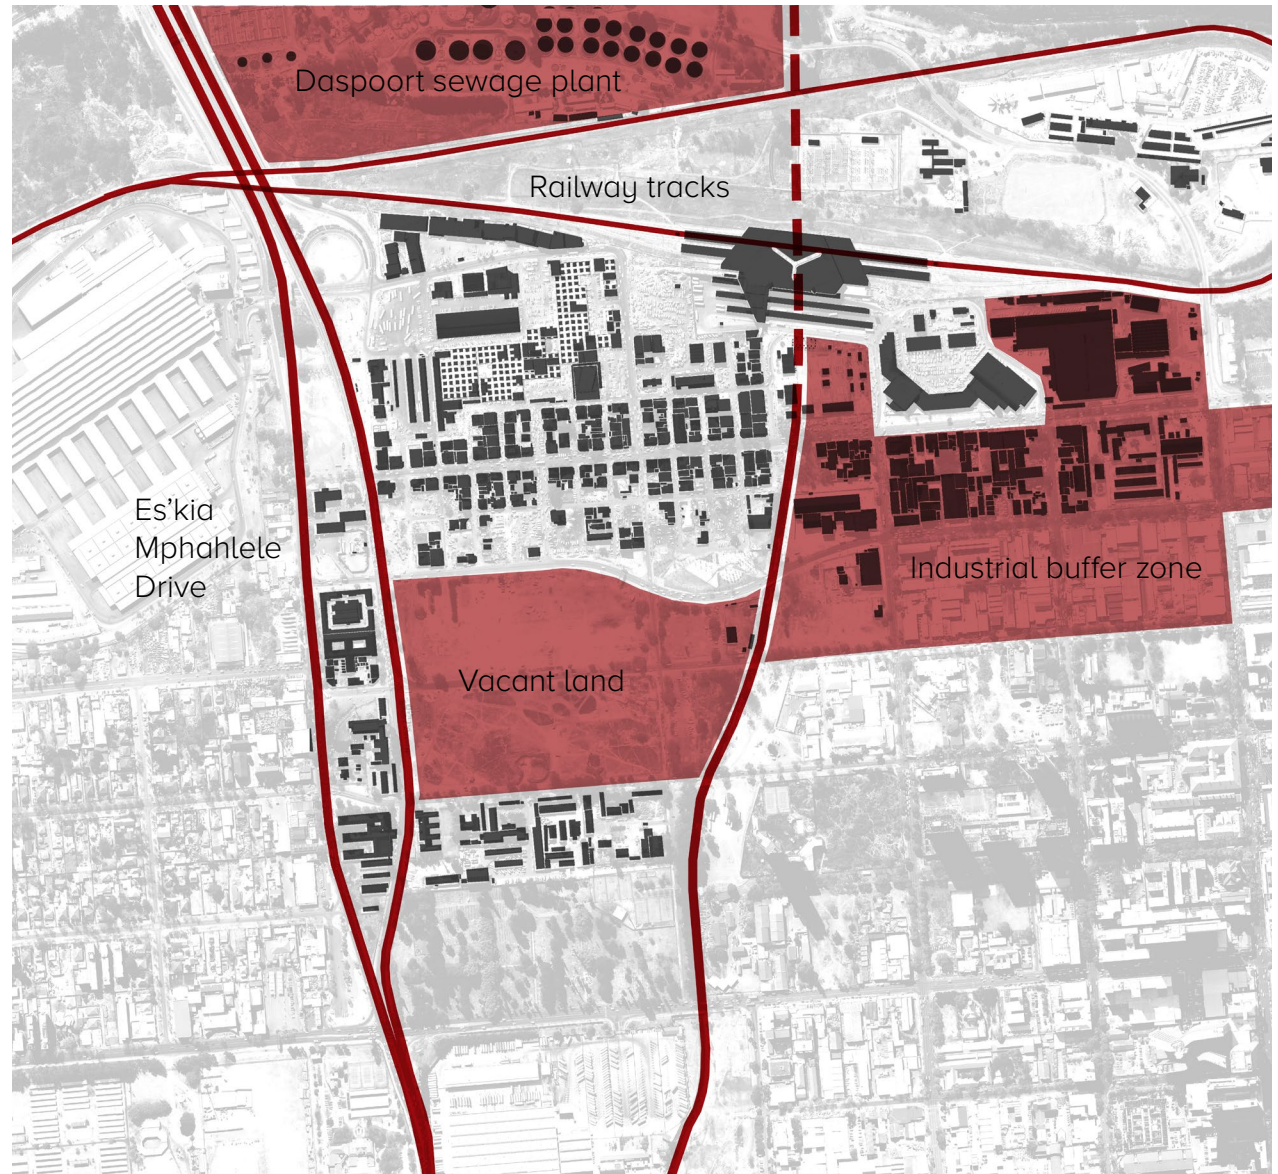 Daspoort sewage plant
Railway tracks
Es'kia
Mphahlele
Drive
Industrial buffer zone
Vacant land